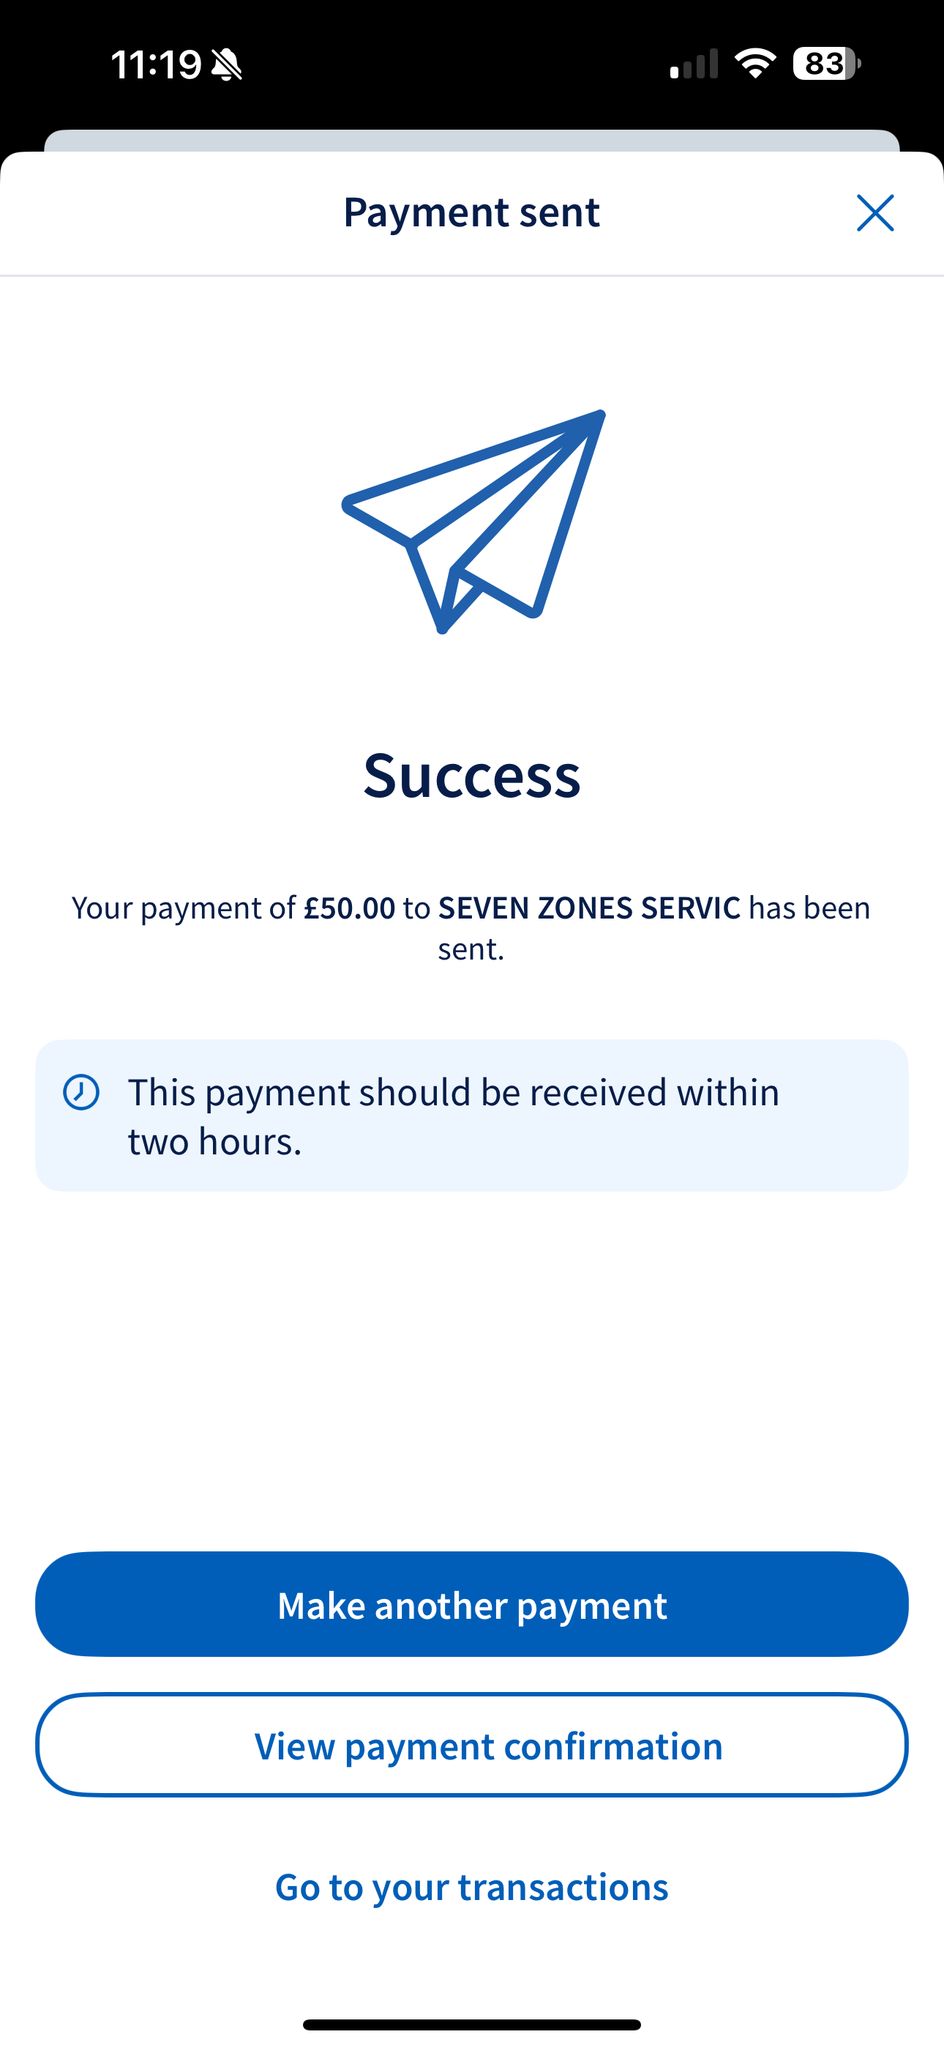 11:19
83
Payment sent
Success
Your payment of £50.00 to SEVEN ZONES SERVIC has been
sent.
This payment should be received within
two hours.
Make another payment
View payment confirmation
Go to your transactions